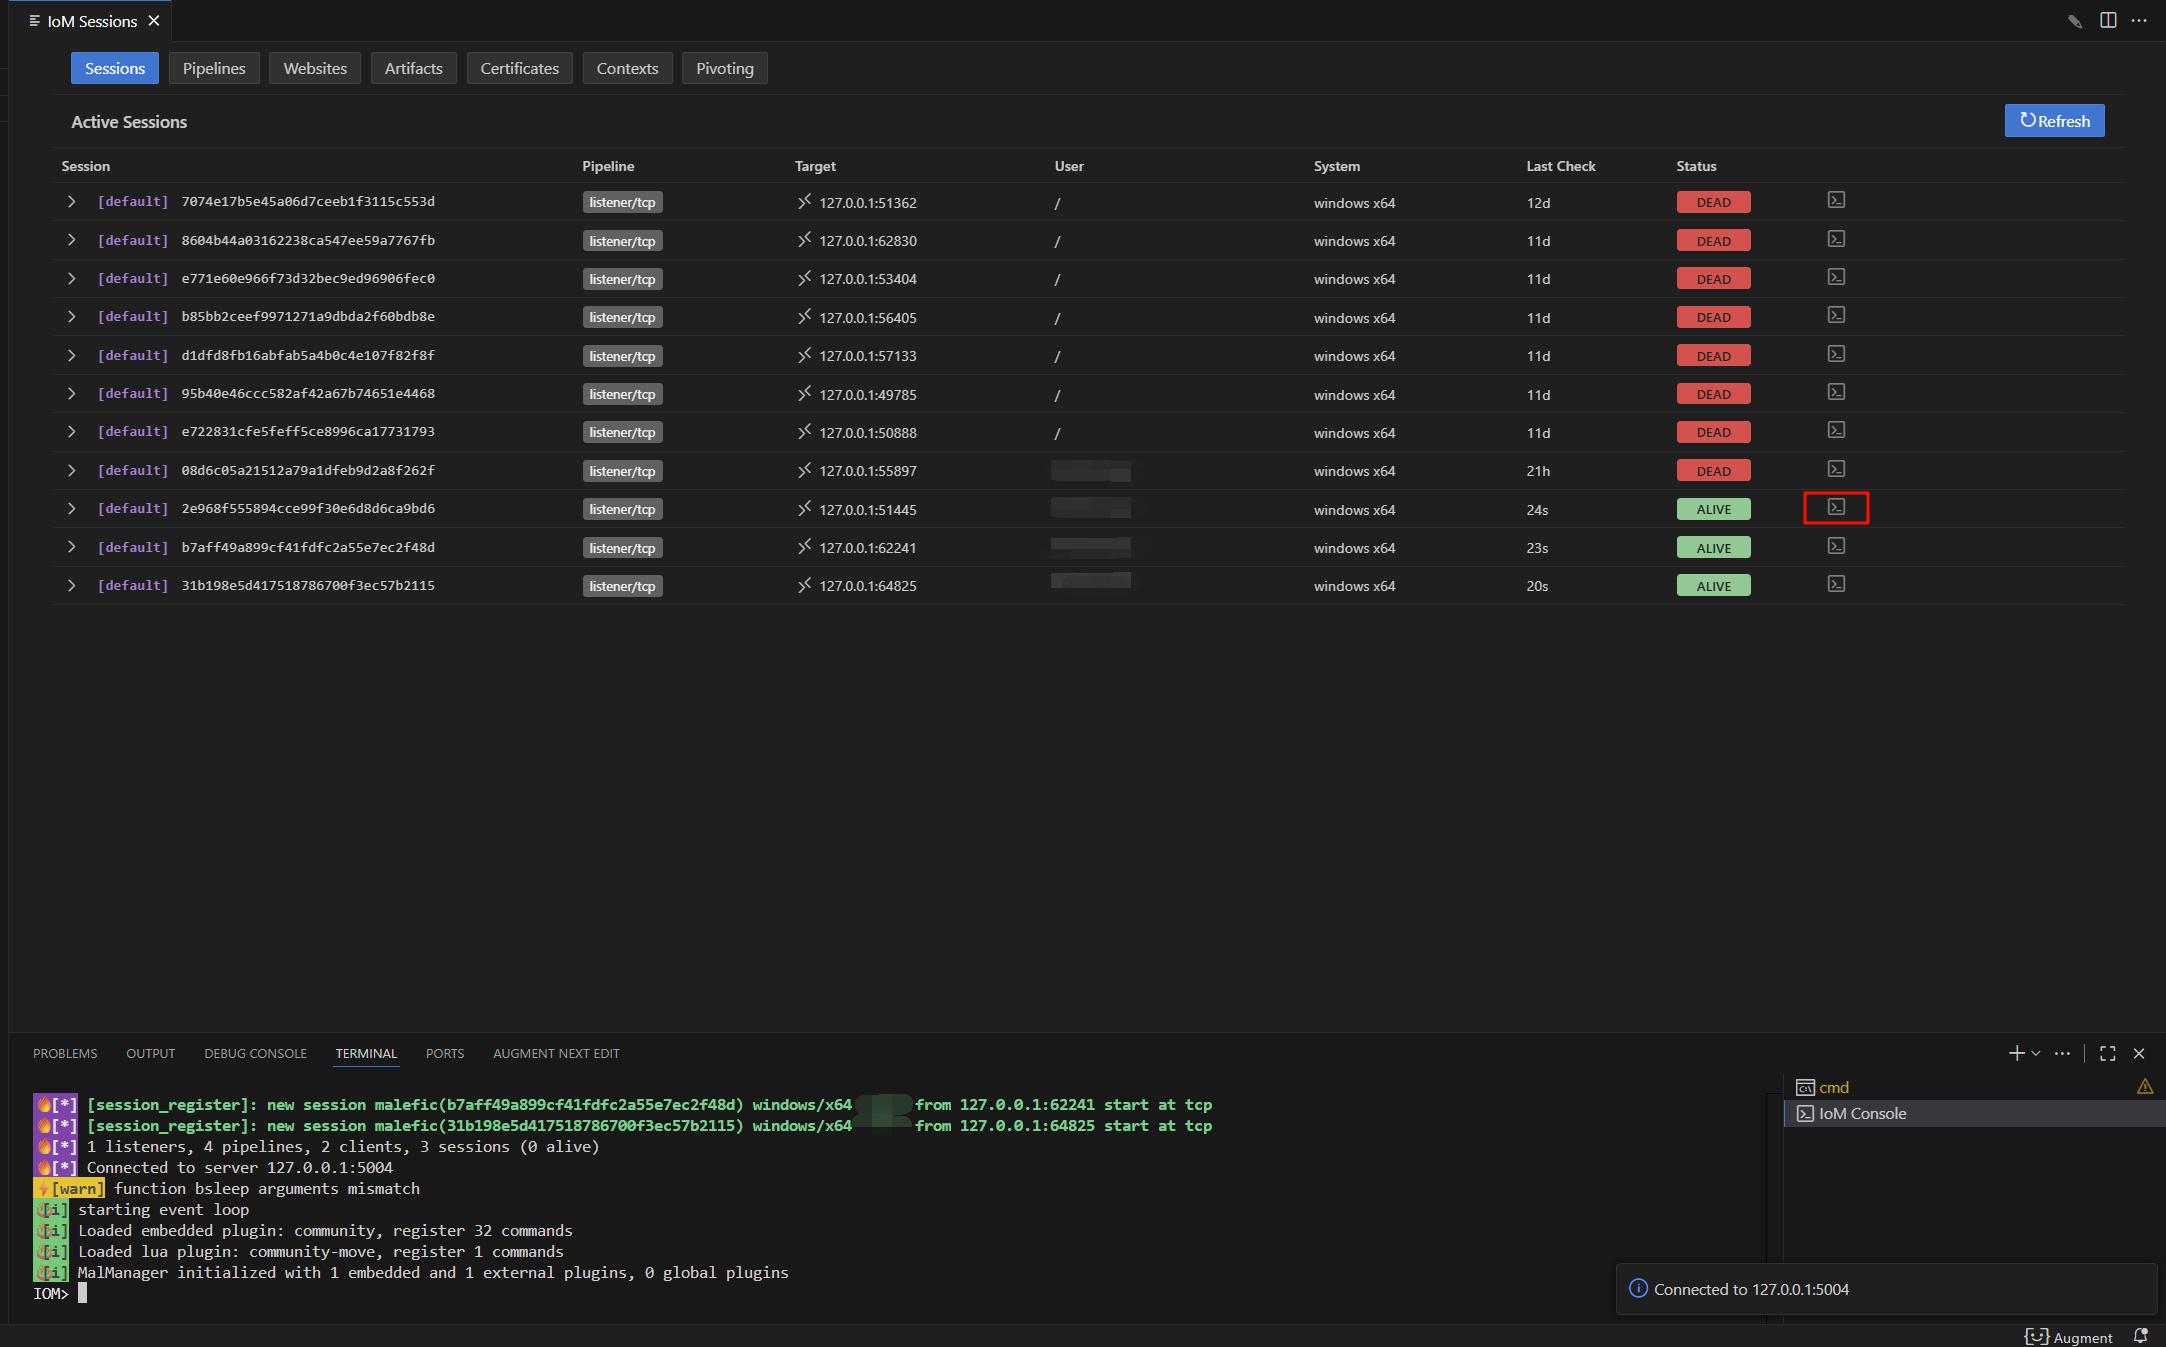 IoM Sessions
Sessions Pipelines Websites Artifacts Certificates Contexts Pivoting
Active Sessions Refresh
Session Pipeline Target User System Last Check Status
[default] 7074e17b5e45a06d7ceeb1f3115c553d listener/tcp 127.0.0.1:51362 / windows x64 12d DEAD
[default] 8604b44a03162238ca547ee59a7767fb listener/tcp 127.0.0.1:62830 / windows x64 11d DEAD
[default] e771e60e966f73d32bec9ed96906fec0 listener/tcp 127.0.0.1:53404 / windows x64 11d DEAD
[default] b85bb2ceef9971271a9dbda2f60bdb8e listener/tcp 127.0.0.1:56405 / windows x64 11d DEAD
[default] d1dfd8fb16abfab5a4b0c4e107f82f8f listener/tcp 127.0.0.1:57133 / windows x64 11d DEAD
[default] 95b40e46ccc582af42a67b74651e4468 listener/tcp 127.0.0.1:49785 / windows x64 11d DEAD
[default] e722831cfe5feff5ce8996ca17731793 listener/tcp 127.0.0.1:50888 / windows x64 11d DEAD
[default] 08d6c05a21512a79a1dfeb9d2a8f262f listener/tcp 127.0.0.1:55897 windows x64 21h DEAD
[default] 2e968f555894cce99f30e6d8d6ca9bd6 listener/tcp 127.0.0.1:51445 windows x64 24s ALIVE
[default] b7aff49a899cf41fdfc2a55e7ec2f48d listener/tcp 127.0.0.1:62241 windows x64 23s ALIVE
[default] 31b198e5d417518786700f3ec57b2115 listener/tcp 127.0.0.1:64825 windows x64 20s ALIVE
PROBLEMS OUTPUT DEBUG CONSOLE TERMINAL PORTS AUGMENT NEXT EDIT
[*] [session_register]: new session malefic(b7aff49a899cf41fdfc2a55e7ec2f48d) windows/x64 from 127.0.0.1:62241 start at tcp
[*] [session_register]: new session malefic(31b198e5d417518786700f3ec57b2115) windows/x64 from 127.0.0.1:64825 start at tcp
[*] 1 listeners, 4 pipelines, 2 clients, 3 sessions (0 alive)
[*] Connected to server 127.0.0.1:5004
[warn] function bsleep arguments mismatch
[i] starting event loop
[i] Loaded embedded plugin: community, register 32 commands
[i] Loaded lua plugin: community-move, register 1 commands
[i] MalManager initialized with 1 embedded and 1 external plugins, 0 global plugins
IOM>
cmd
IoM Console
Connected to 127.0.0.1:5004
Augment